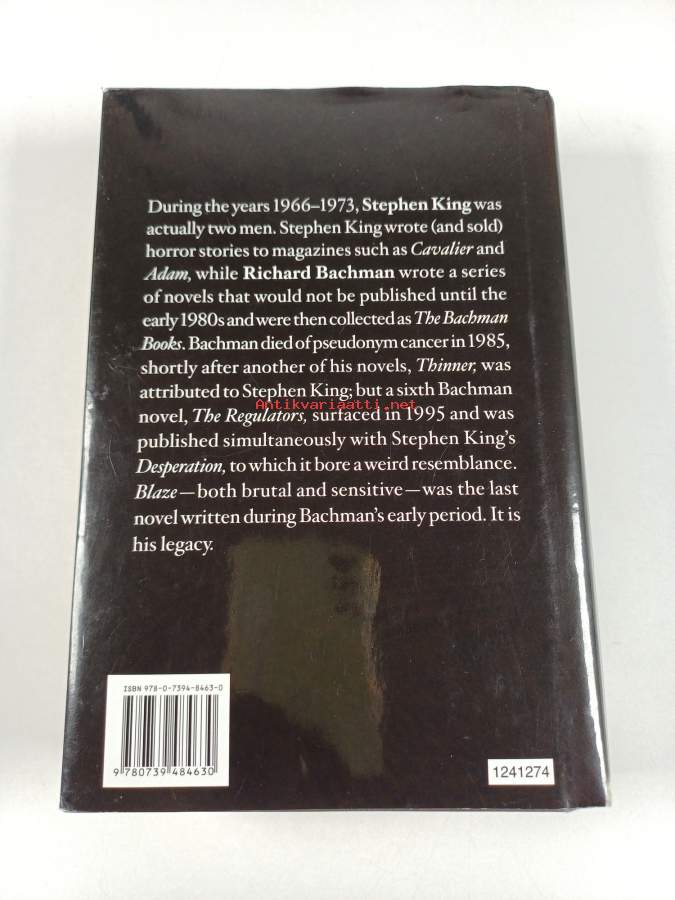 During the years 1966–1973, Stephen King was
actually two men. Stephen King wrote (and sold)
horror stories to magazines such as Cavalier and
Adam, while Richard Bachman wrote a series
of novels that would not be published until the
early 1980s and were then collected as The Bachman
Books. Bachman died of pseudonym cancer in 1985,
shortly after another of his novels, Thinner, was
attributed to Stephen King; but a sixth Bachman
Antikvariaatti.net
novel, The Regulators, surfaced in 1995 and was
published simultaneously with Stephen King's
Desperation, to which it bore a weird resemblance.
Blaze—both brutal and sensitive—was the last
novel written during Bachman's early period. It is
his legacy.
ISBN 978-0-7394-8463-0
9 780739 484630
1241274